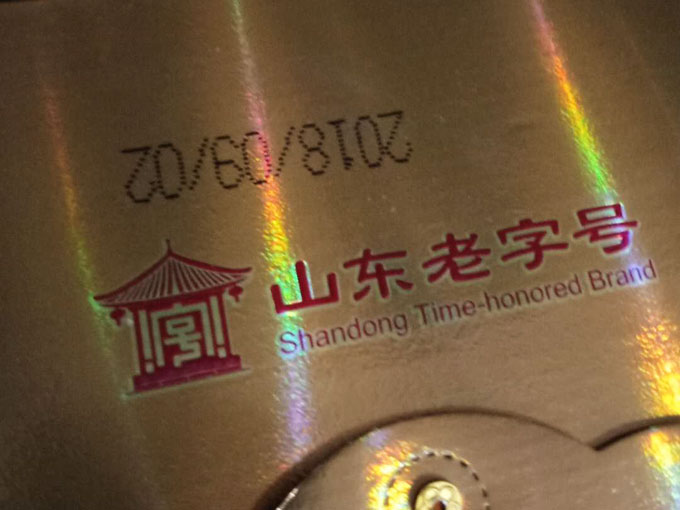 2018/09/02
山东老字号
Shandong Time-honored Brand